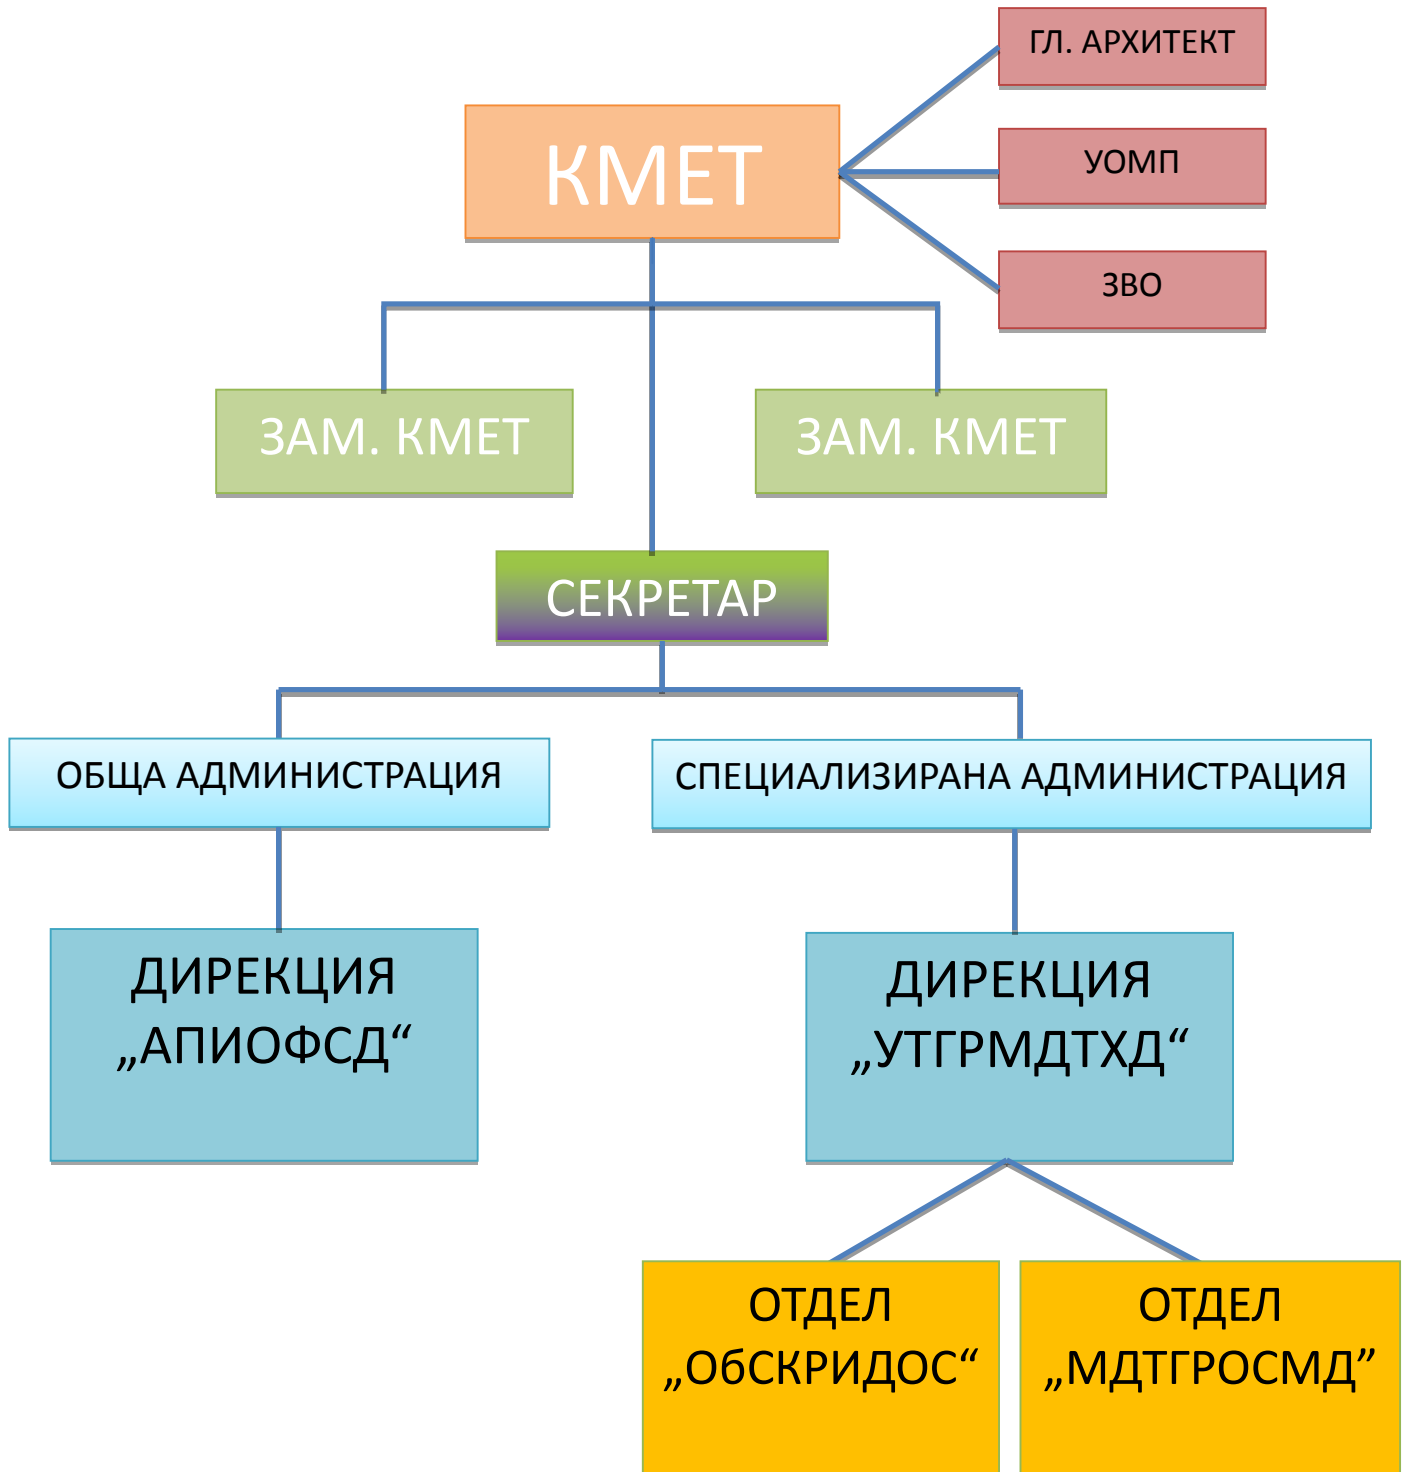 ГЛ. АРХИТЕКТ
КМЕТ
УОМП
ЗВО
ЗАМ. КМЕТ
ЗАМ. КМЕТ
СЕКРЕТАР
ОБЩА АДМИНИСТРАЦИЯ
СПЕЦИАЛИЗИРАНА АДМИНИСТРАЦИЯ
ДИРЕКЦИЯ
„АПИОФСД“
ДИРЕКЦИЯ
„УТГРМДТХД“
ОТДЕЛ
„ОбСКРИДОС“
ОТДЕЛ
„МДТГРОСМД”